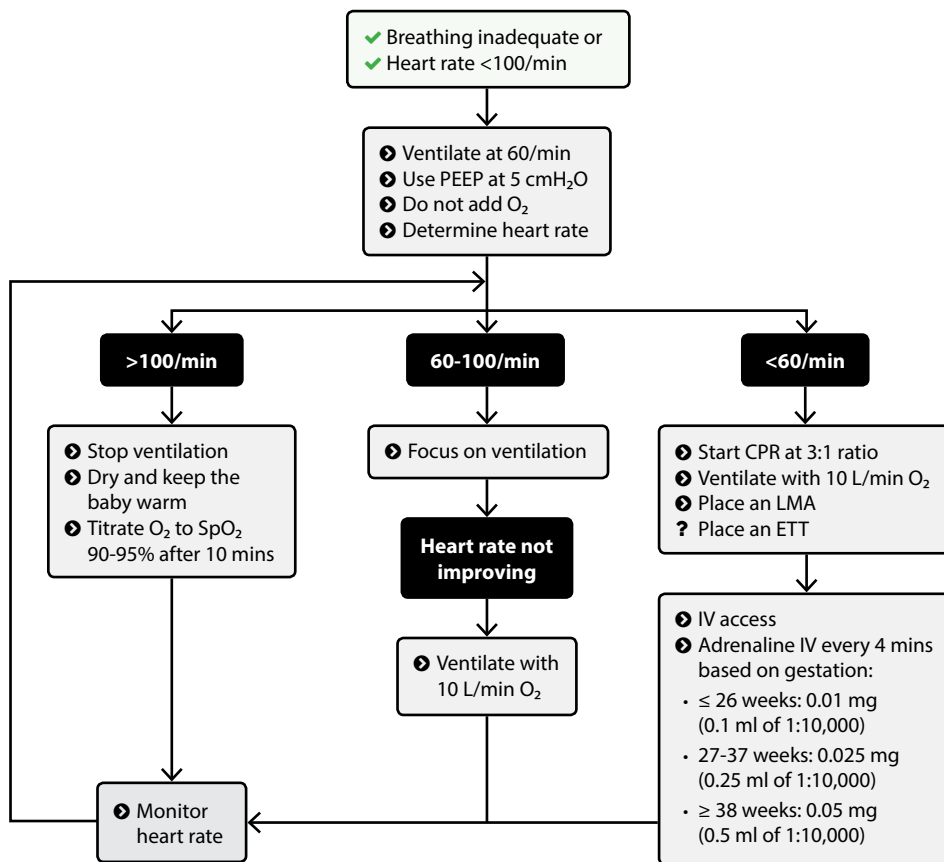 Breathing inadequate or
Heart rate <100/min
Ventilate at 60/min
Use PEEP at 5 cmH₂O
Do not add O₂
Determine heart rate
>100/min
60-100/min
<60/min
Stop ventilation
Dry and keep the
baby warm
Titrate O₂ to SpO₂
90-95% after 10 mins
Focus on ventilation
Heart rate not
improving
Ventilate with
10 L/min O₂
Start CPR at 3:1 ratio
Ventilate with 10 L/min O₂
Place an LMA
? Place an ETT
IV access
Adrenaline IV every 4 mins
based on gestation:
• ≤ 26 weeks: 0.01 mg
(0.1 ml of 1:10,000)
• 27-37 weeks: 0.025 mg
(0.25 ml of 1:10,000)
• ≥ 38 weeks: 0.05 mg
(0.5 ml of 1:10,000)
Monitor
heart rate